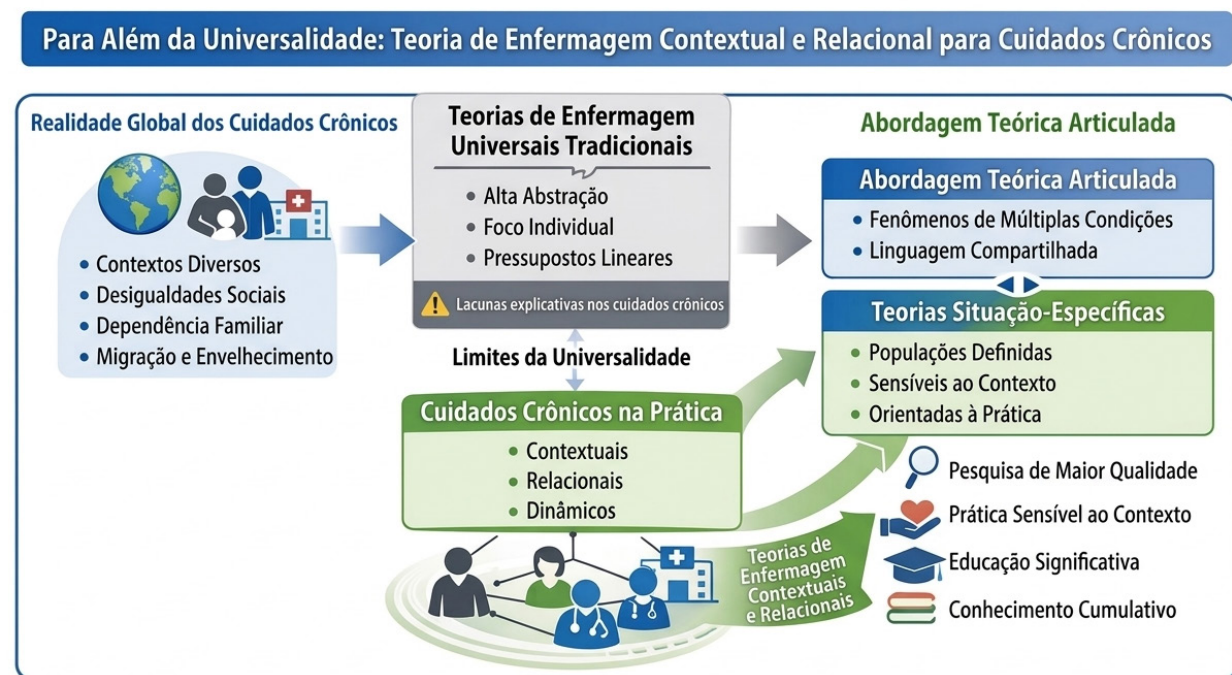 Para Além da Universalidade: Teoria de Enfermagem Contextual e Relacional para Cuidados Crônicos
Realidade Global dos Cuidados Crônicos
• Contextos Diversos
• Desigualdades Sociais
• Dependência Familiar
• Migração e Envelhecimento
Teorias de Enfermagem
Universais Tradicionais
• Alta Abstração
• Foco Individual
• Pressupostos Lineares
Lacunas explicativas nos cuidados crônicos
Limites da Universalidade
Cuidados Crônicos na Prática
• Contextuais
• Relacionais
• Dinâmicos
Teorias de
Enfermagem
Contextuais
e Relacionais
Abordagem Teórica Articulada
Abordagem Teórica Articulada
• Fenômenos de Múltiplas Condições
• Linguagem Compartilhada
Teorias Situação-Específicas
• Populações Definidas
• Sensíveis ao Contexto
• Orientadas à Prática
Pesquisa de Maior Qualidade
Prática Sensível ao Contexto
Educação Significativa
Conhecimento Cumulativo